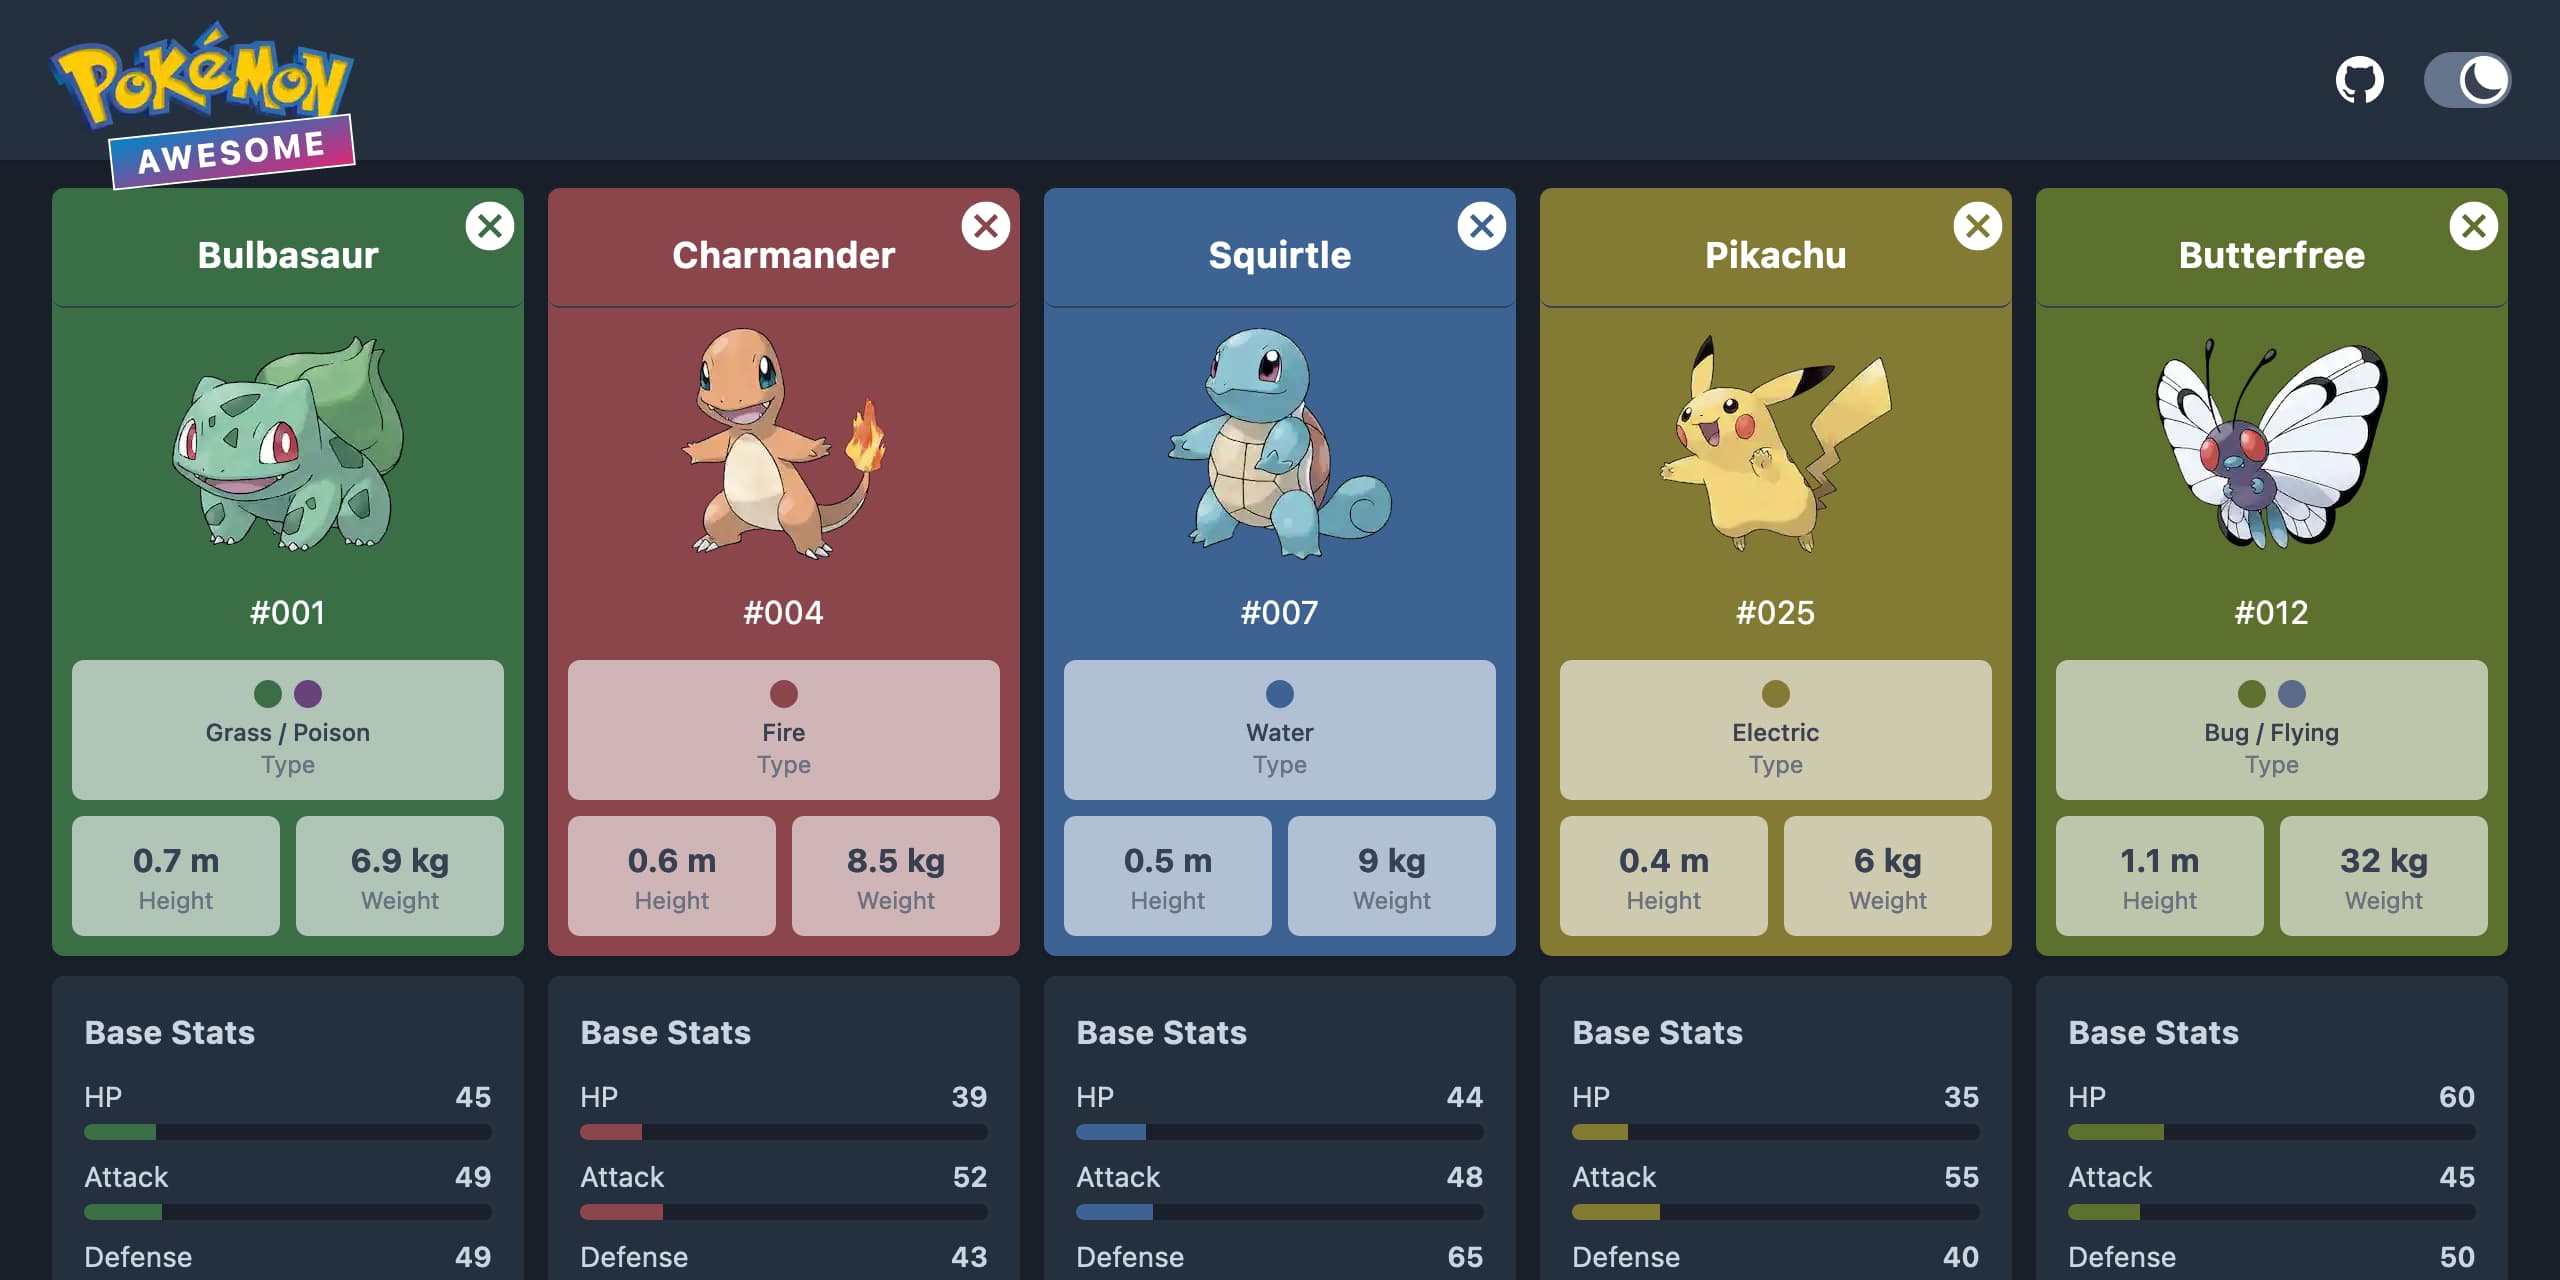 Pokémon
AWESOME
Bulbasaur
#001
Grass / Poison
Type
0.7 m
Height
6.9 kg
Weight
Base Stats
HP 45
Attack 49
Defense 49
Charmander
#004
Fire
Type
0.6 m
Height
8.5 kg
Weight
Base Stats
HP 39
Attack 52
Defense 43
Squirtle
#007
Water
Type
0.5 m
Height
9 kg
Weight
Base Stats
HP 44
Attack 48
Defense 65
Pikachu
#025
Electric
Type
0.4 m
Height
6 kg
Weight
Base Stats
HP 35
Attack 55
Defense 40
Butterfree
#012
Bug / Flying
Type
1.1 m
Height
32 kg
Weight
Base Stats
HP 60
Attack 45
Defense 50